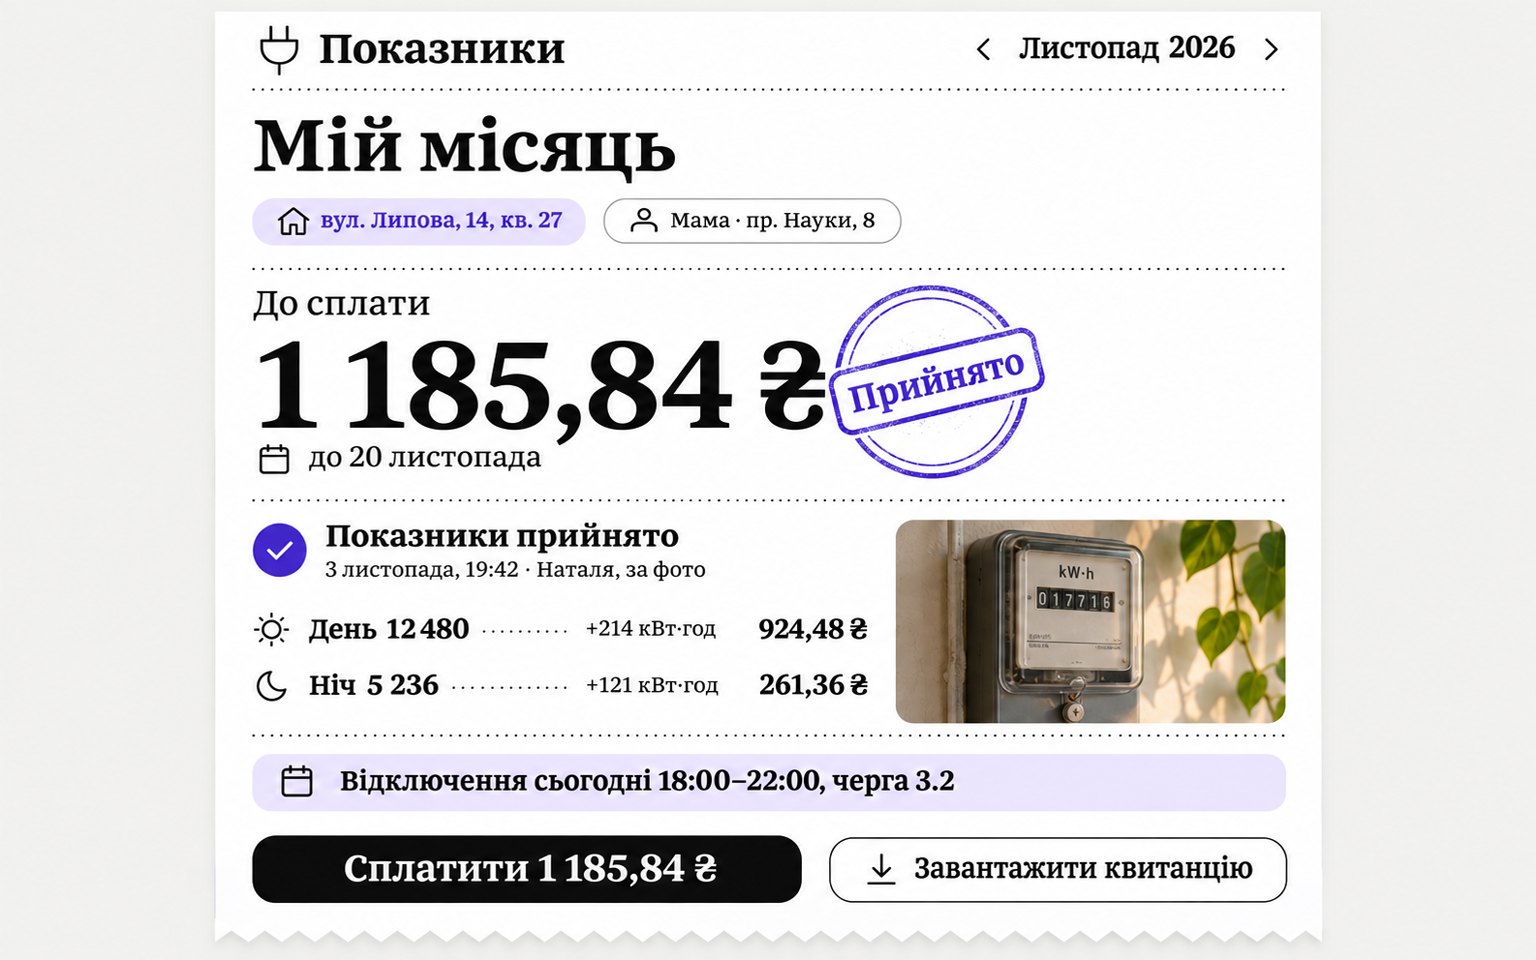 Показники
Листопад 2026
Мій місяць
вул. Липова, 14, кв. 27
Мама · пр. Науки, 8
До сплати
1 185,84 ₴
Прийнято
до 20 листопада
Показники прийнято
3 листопада, 19:42 · Наталя, за фото
День 12 480 .......... +214 кВт·год 924,48 ₴
Ніч 5 236 ............. +121 кВт·год 261,36 ₴
kW·h
017716
Відключення сьогодні 18:00–22:00, черга 3.2
Сплатити 1 185,84 ₴
Завантажити квитанцію